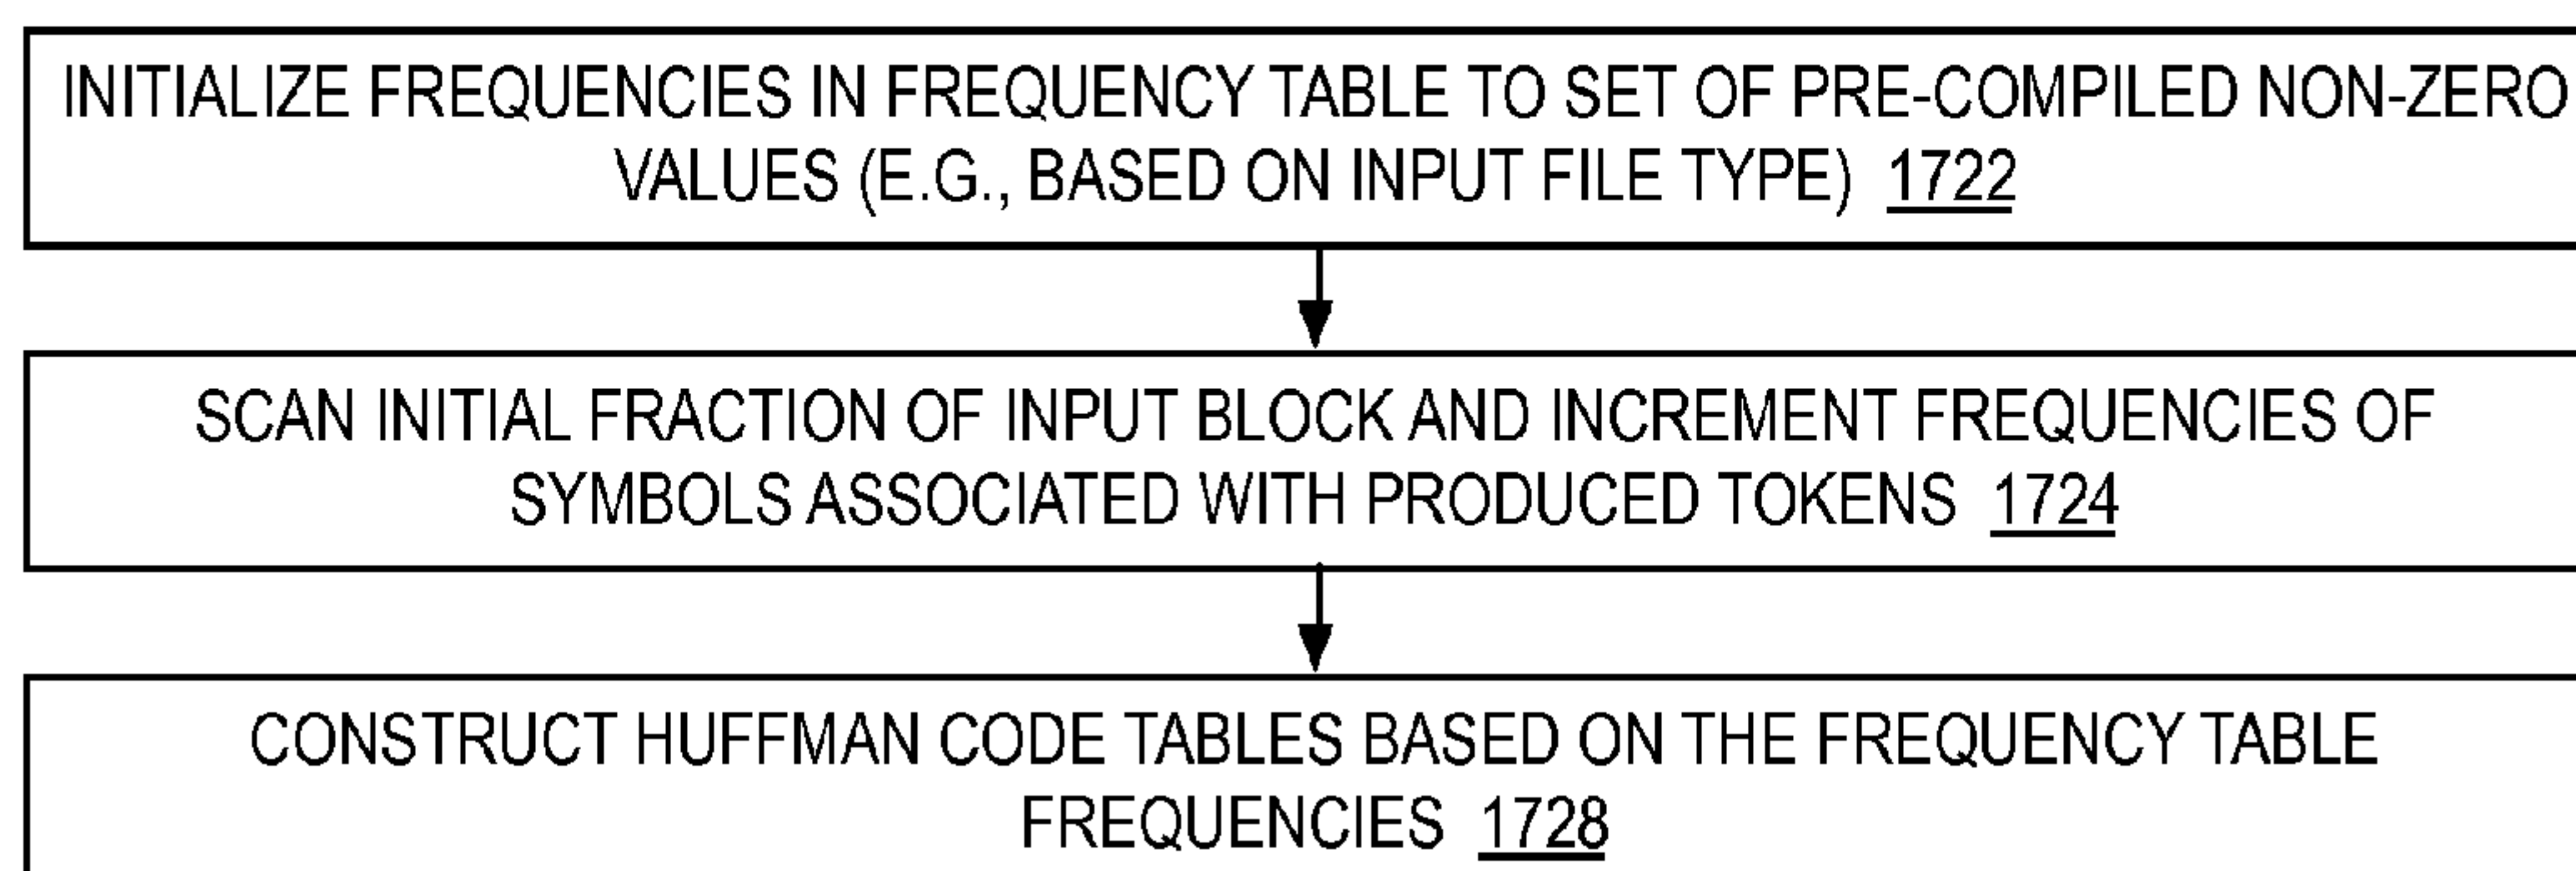 INITIALIZE FREQUENCIES IN FREQUENCY TABLE TO SET OF PRE-COMPILED NON-ZERO
VALUES (E.G., BASED ON INPUT FILE TYPE) 1722
SCAN INITIAL FRACTION OF INPUT BLOCK AND INCREMENT FREQUENCIES OF
SYMBOLS ASSOCIATED WITH PRODUCED TOKENS 1724
CONSTRUCT HUFFMAN CODE TABLES BASED ON THE FREQUENCY TABLE
FREQUENCIES 1728